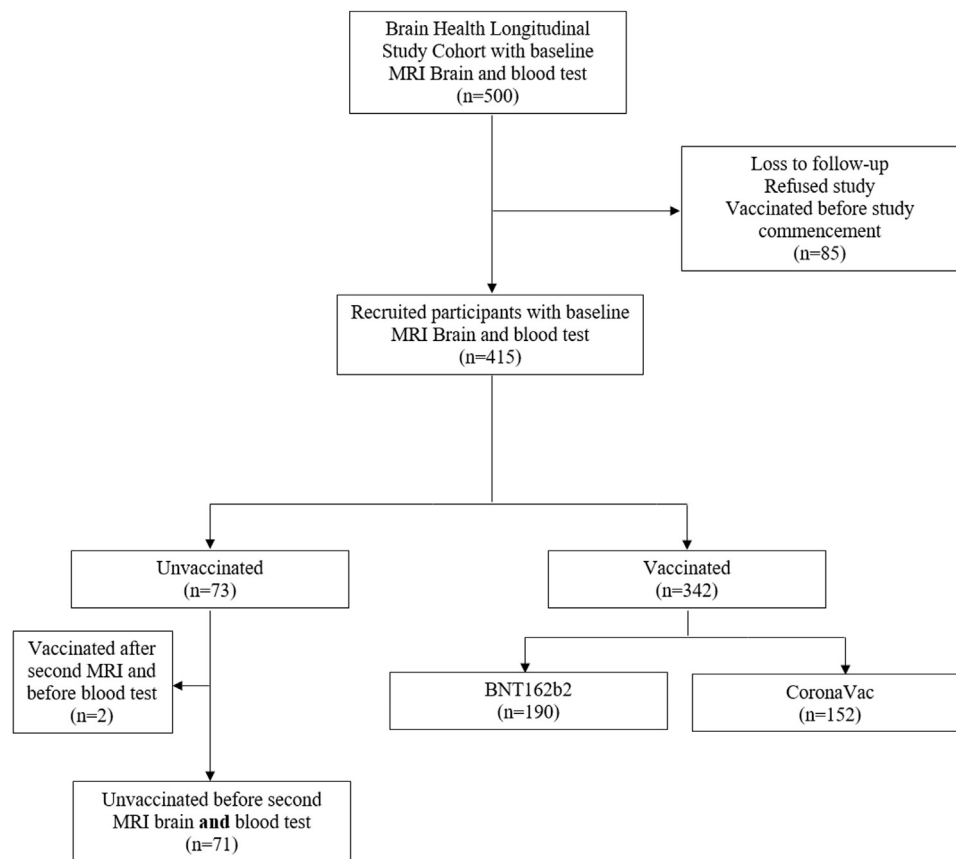 Brain Health Longitudinal
Study Cohort with baseline
MRI Brain and blood test
(n=500)
Loss to follow-up
Refused study
Vaccinated before study
commencement
(n=85)
Recruited participants with baseline
MRI Brain and blood test
(n=415)
Unvaccinated
(n=73)
Vaccinated
(n=342)
Vaccinated after
second MRI and
before blood test
(n=2)
BNT162b2
(n=190)
CoronaVac
(n=152)
Unvaccinated before second
MRI brain and blood test
(n=71)